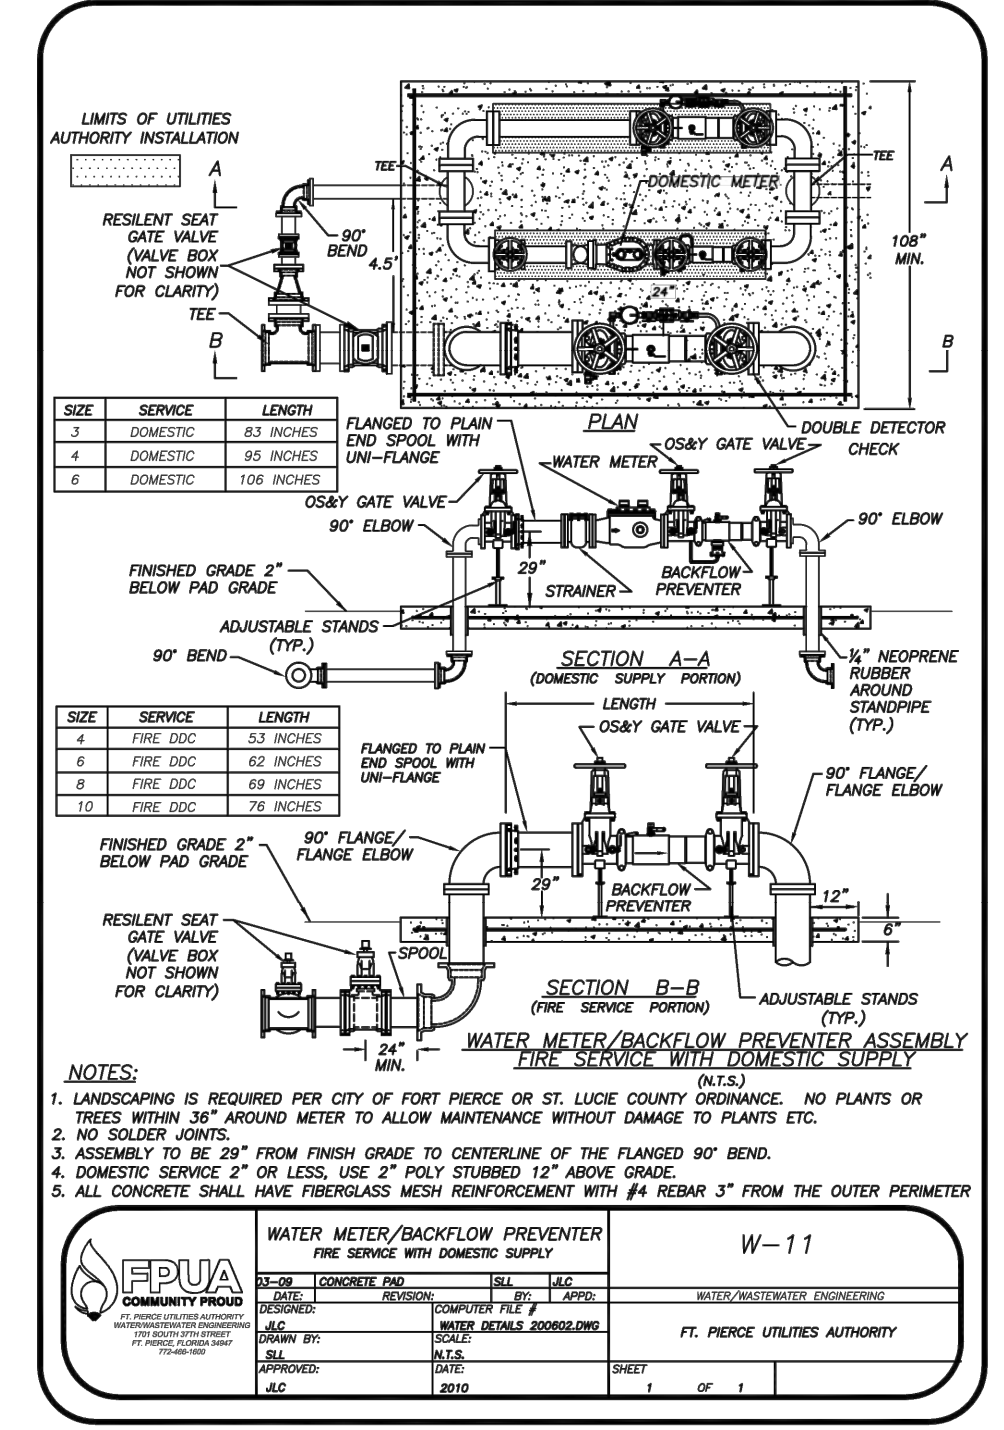 LIMITS OF UTILITIES
AUTHORITY INSTALLATION
A
RESILENT SEAT
GATE VALVE
(VALVE BOX
NOT SHOWN
FOR CLARITY)
TEE
B
90° BEND
4.5'
TEE
DOMESTIC METER
TEE
A
108" MIN.
24"
B
PLAN
DOUBLE DETECTOR
CHECK
SIZE SERVICE LENGTH
3 DOMESTIC 83 INCHES
4 DOMESTIC 95 INCHES
6 DOMESTIC 106 INCHES
FLANGED TO PLAIN
END SPOOL WITH
UNI-FLANGE
OS&Y GATE VALVE
WATER METER
OS&Y GATE VALVE
90° ELBOW
90° ELBOW
FINISHED GRADE 2"
BELOW PAD GRADE
29"
STRAINER
BACKFLOW
PREVENTER
ADJUSTABLE STANDS
(TYP.)
90° BEND
SECTION A-A
(DOMESTIC SUPPLY PORTION)
¼" NEOPRENE
RUBBER
AROUND
STANDPIPE
(TYP.)
SIZE SERVICE LENGTH
4 FIRE DDC 53 INCHES
6 FIRE DDC 62 INCHES
8 FIRE DDC 69 INCHES
10 FIRE DDC 76 INCHES
LENGTH
OS&Y GATE VALVE
FLANGED TO PLAIN
END SPOOL WITH
UNI-FLANGE
90° FLANGE/
FLANGE ELBOW
FINISHED GRADE 2"
BELOW PAD GRADE
90° FLANGE/
FLANGE ELBOW
29"
BACKFLOW
PREVENTER
12"
6"
RESILENT SEAT
GATE VALVE
(VALVE BOX
NOT SHOWN
FOR CLARITY)
SPOOL
SECTION B-B
(FIRE SERVICE PORTION)
ADJUSTABLE STANDS
(TYP.)
24"
MIN.
WATER METER/BACKFLOW PREVENTER ASSEMBLY
FIRE SERVICE WITH DOMESTIC SUPPLY
(N.T.S.)
NOTES:
1. LANDSCAPING IS REQUIRED PER CITY OF FORT PIERCE OR ST. LUCIE COUNTY ORDINANCE. NO PLANTS OR
TREES WITHIN 36" AROUND METER TO ALLOW MAINTENANCE WITHOUT DAMAGE TO PLANTS ETC.
2. NO SOLDER JOINTS.
3. ASSEMBLY TO BE 29" FROM FINISH GRADE TO CENTERLINE OF THE FLANGED 90° BEND.
4. DOMESTIC SERVICE 2" OR LESS, USE 2" POLY STUBBED 12" ABOVE GRADE.
5. ALL CONCRETE SHALL HAVE FIBERGLASS MESH REINFORCEMENT WITH #4 REBAR 3" FROM THE OUTER PERIMETER
FPUA
COMMUNITY PROUD
FT. PIERCE UTILITIES AUTHORITY
WATER/WASTEWATER ENGINEERING
1701 SOUTH 37TH STREET
FT. PIERCE, FLORIDA 34947
772-466-1600
WATER METER/BACKFLOW PREVENTER
FIRE SERVICE WITH DOMESTIC SUPPLY
03-09 CONCRETE PAD SLL JLC
DATE: REVISION: BY: APPD:
DESIGNED: COMPUTER FILE #
JLC WATER DETAILS 200602.DWG
DRAWN BY: SCALE:
SLL N.T.S.
APPROVED: DATE:
JLC 2010
W-11
WATER/WASTEWATER ENGINEERING
FT. PIERCE UTILITIES AUTHORITY
SHEET
1 OF 1